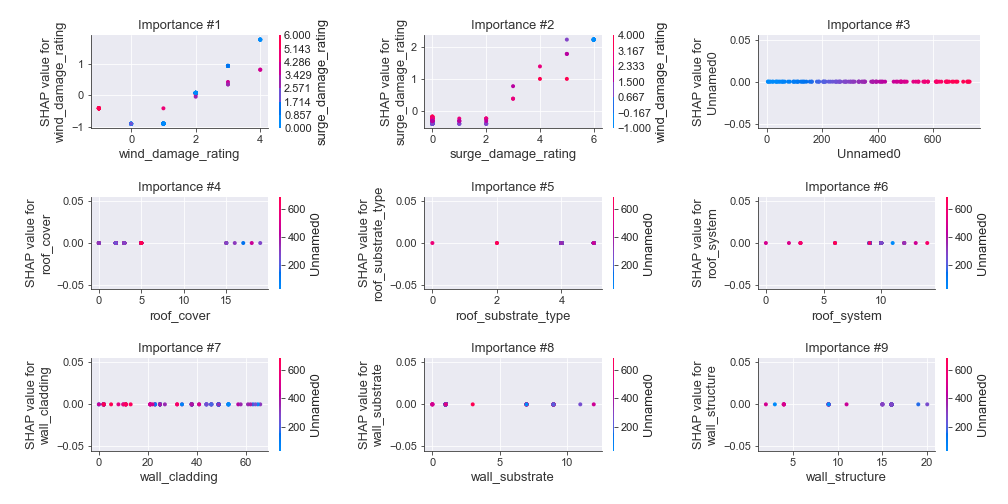 Importance #1
SHAP value for
wind_damage_rating
1
0
−1
0
2
4
wind_damage_rating
6.000
5.143
4.286
3.429
2.571
1.714
0.857
0.000
surge_damage_rating
Importance #2
SHAP value for
surge_damage_rating
2
1
0
0
2
4
6
surge_damage_rating
4.000
3.167
2.333
1.500
0.667
−0.167
−1.000
wind_damage_rating
Importance #3
SHAP value for
Unnamed0
0.05
0.00
−0.05
0
200
400
600
Unnamed0
Importance #4
SHAP value for
roof_cover
0.05
0.00
−0.05
0
5
10
15
roof_cover
600
400
200
Unnamed0
Importance #5
SHAP value for
roof_substrate_type
0.05
0.00
−0.05
0
2
4
roof_substrate_type
600
400
200
Unnamed0
Importance #6
SHAP value for
roof_system
0.05
0.00
−0.05
0
5
10
roof_system
600
400
200
Unnamed0
Importance #7
SHAP value for
wall_cladding
0.05
0.00
−0.05
0
20
40
60
wall_cladding
600
400
200
Unnamed0
Importance #8
SHAP value for
wall_substrate
0.05
0.00
−0.05
0
5
10
wall_substrate
600
400
200
Unnamed0
Importance #9
SHAP value for
wall_structure
0.05
0.00
−0.05
5
10
15
20
wall_structure
600
400
200
Unnamed0